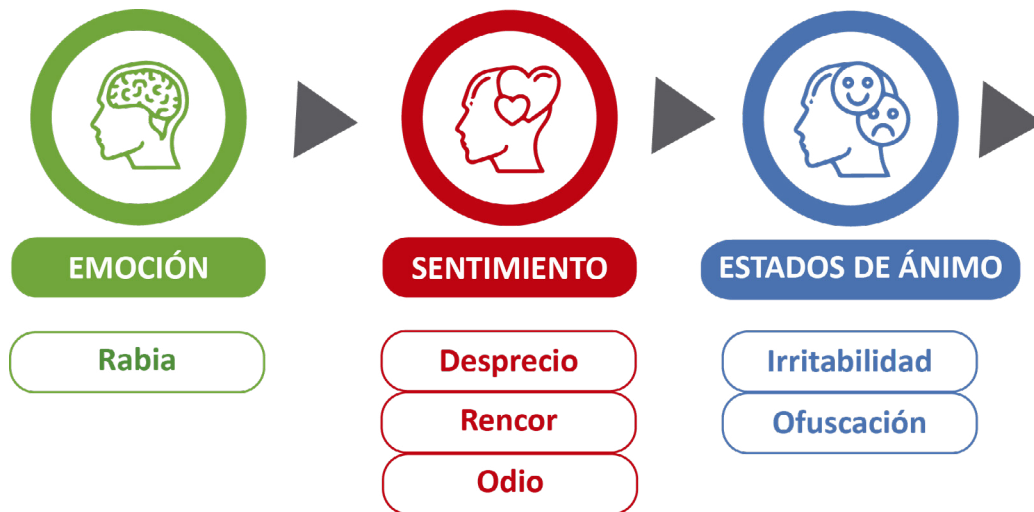 EMOCIÓN
SENTIMIENTO
ESTADOS DE ÁNIMO
Rabia
Desprecio
Rencor
Odio
Irritabilidad
Ofuscación